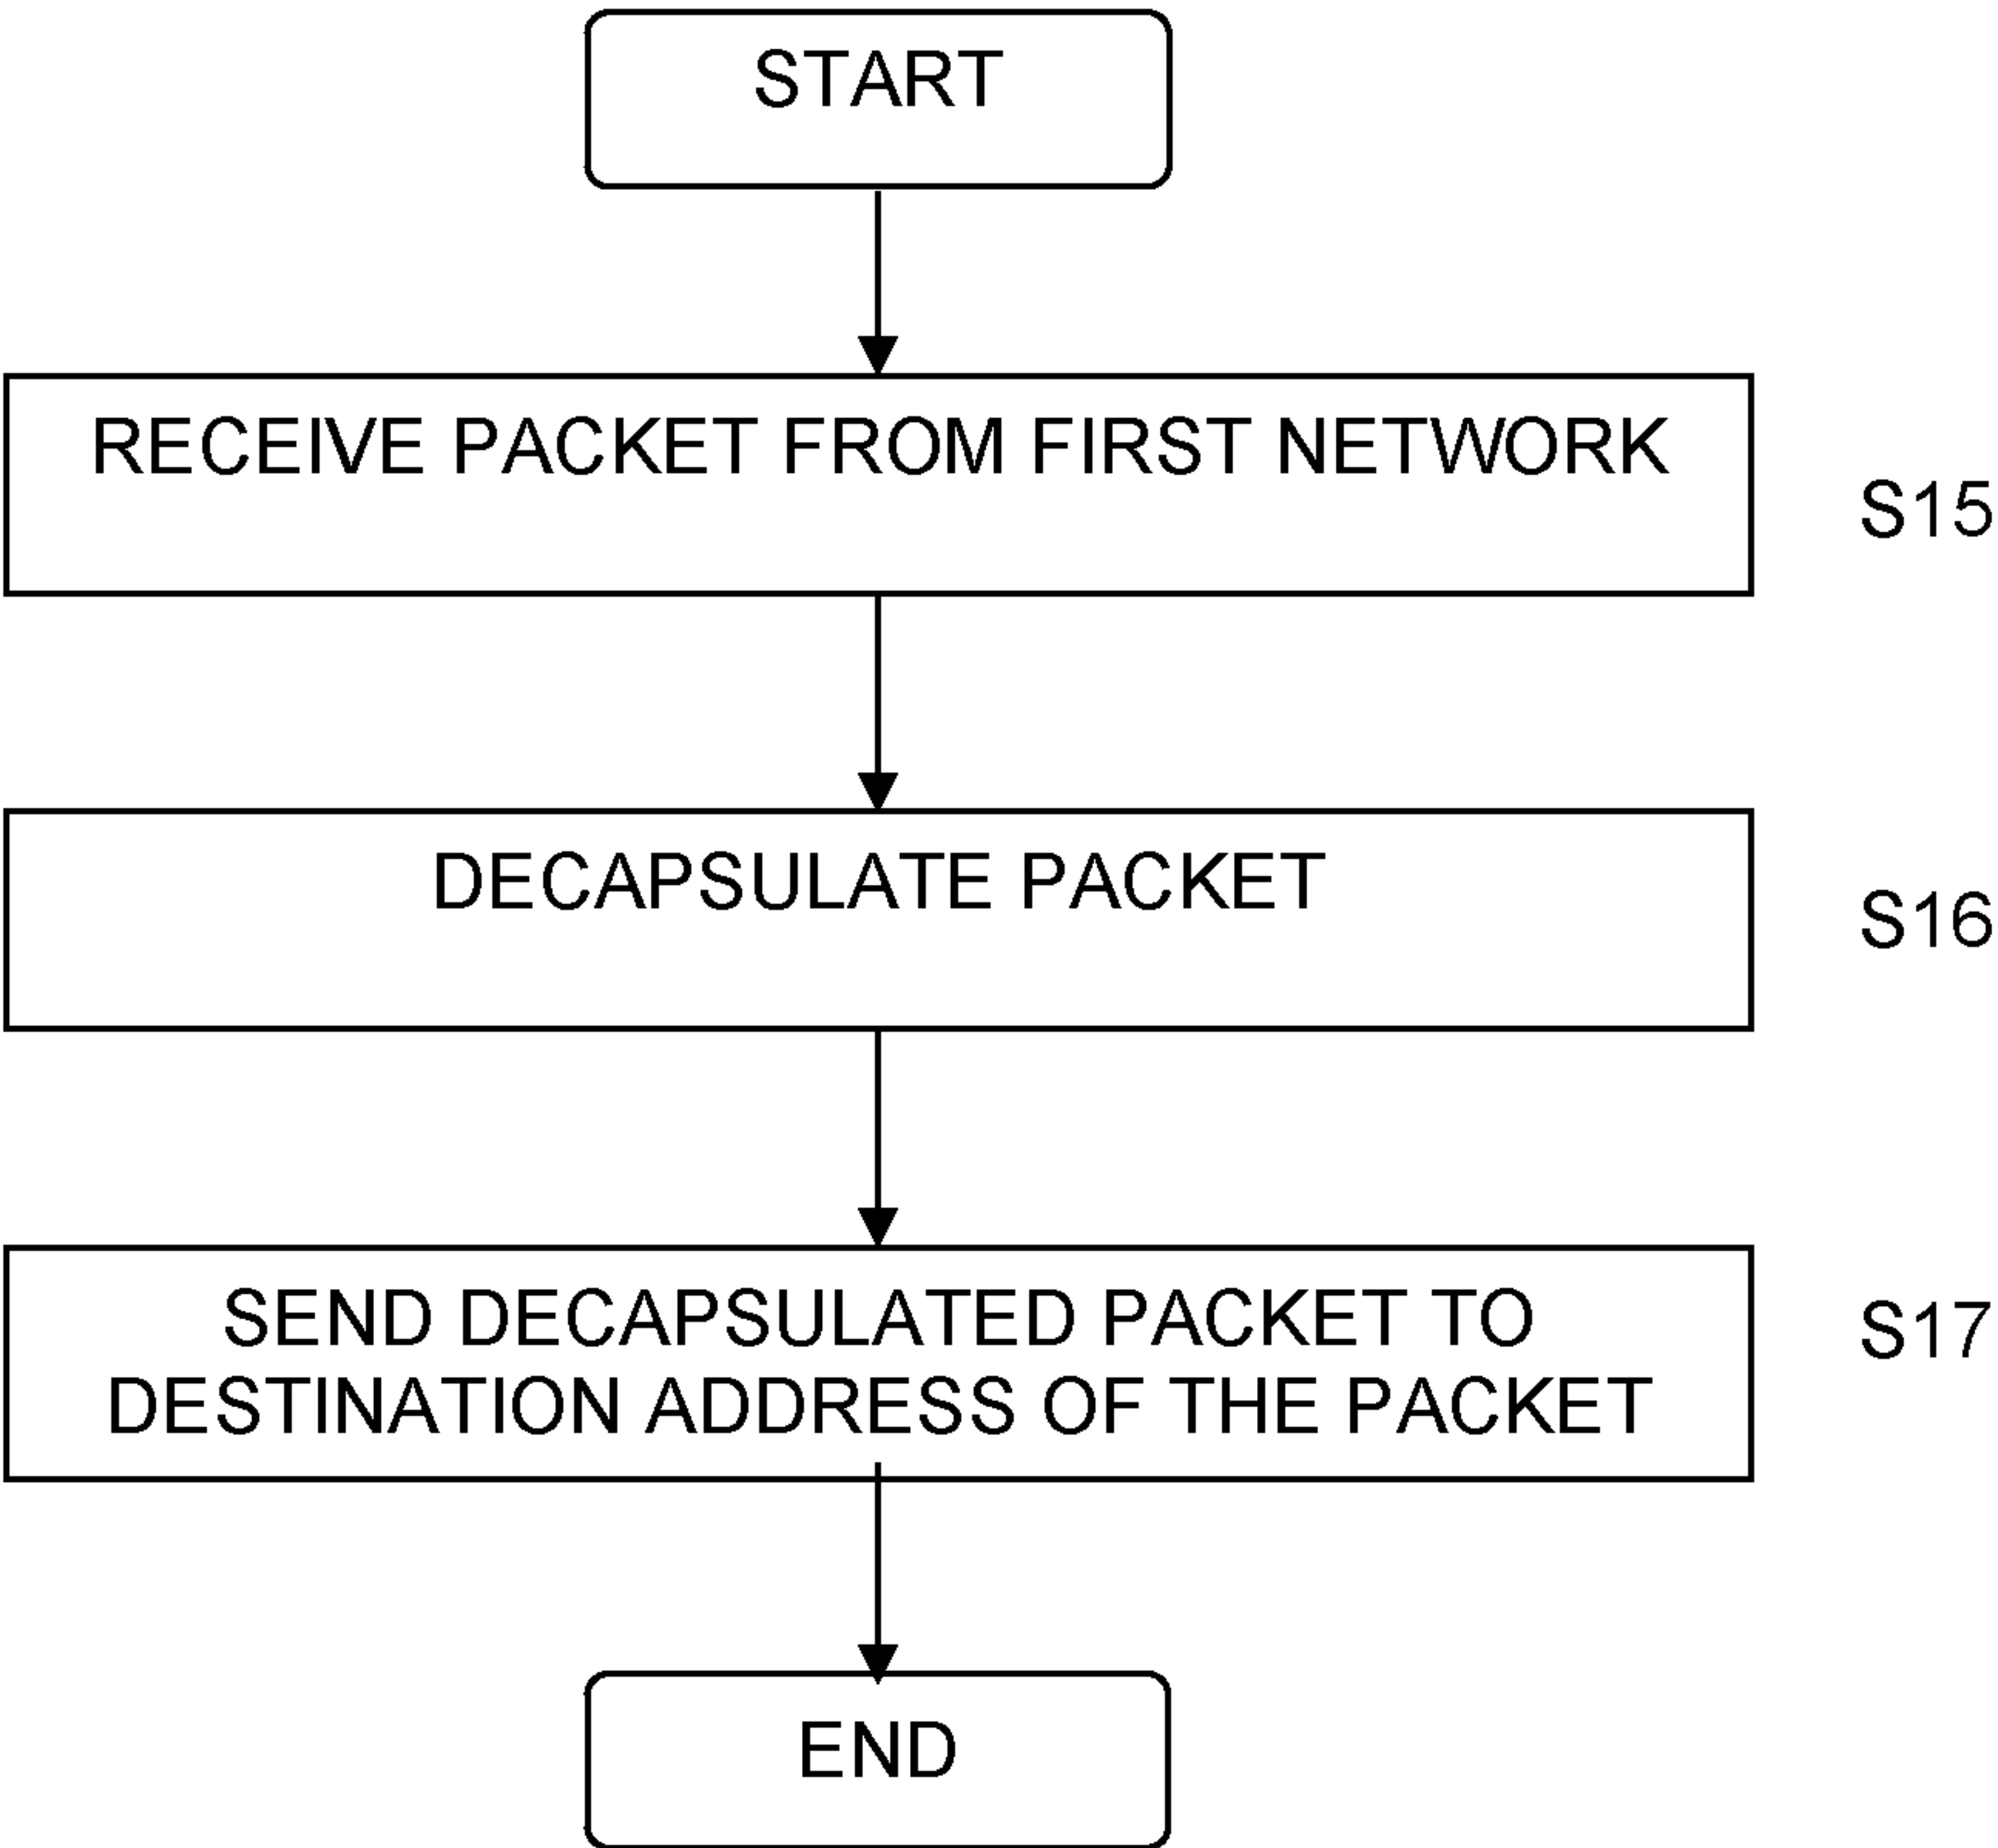 START
RECEIVE PACKET FROM FIRST NETWORK
S15
DECAPSULATE PACKET
S16
SEND DECAPSULATED PACKET TO
DESTINATION ADDRESS OF THE PACKET
S17
END